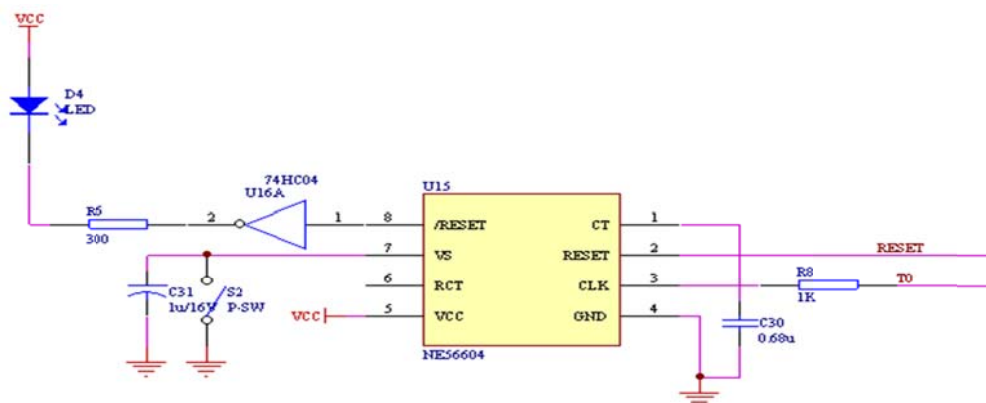 VCC
D4
LED
74HC04
U16A
U15
R5
2
1
8
/RESET
CT
1
300
7
VS
RESET
2
RESET
6
RCT
CLK
3
R8
T0
1K
C31
1u/16V
S2
P-SW
VCC
5
VCC
GND
4
C30
0.68u
NE56604